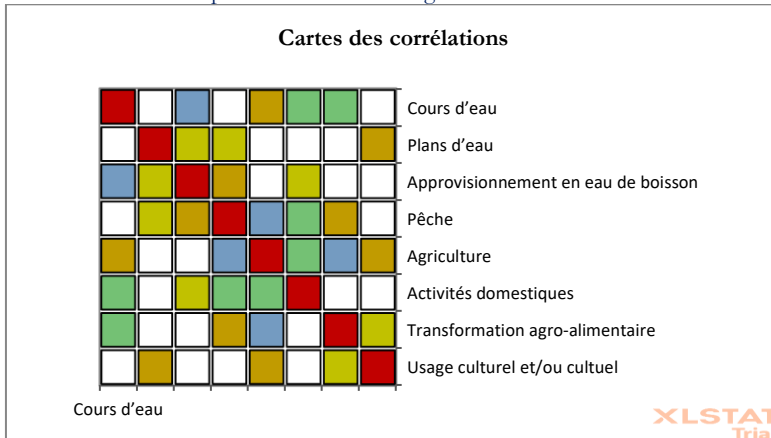 Cartes des corrélations
Cours d'eau
Plans d'eau
Approvisionnement en eau de boisson
Pêche
Agriculture
Activités domestiques
Transformation agro-alimentaire
Usage culturel et/ou cultuel
Cours d'eau
XLSTAT
Tria